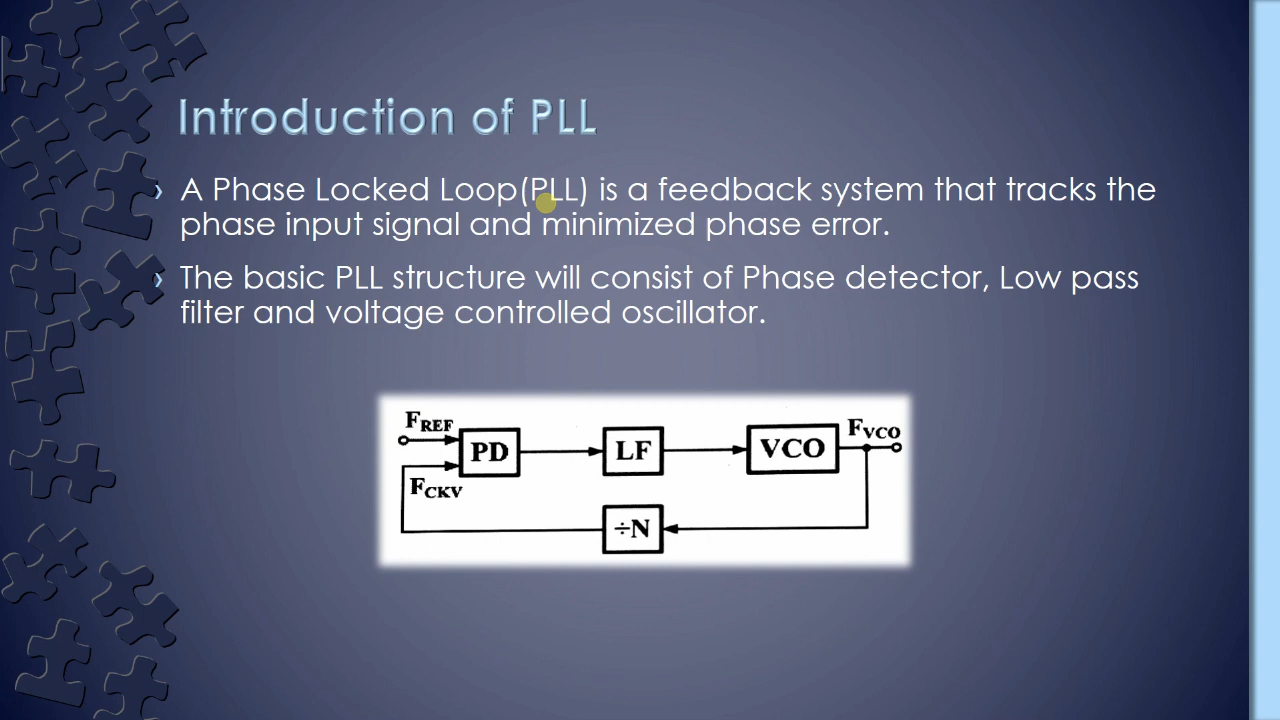 Introduction of PLL
› A Phase Locked Loop(PLL) is a feedback system that tracks the
phase input signal and minimized phase error.
› The basic PLL structure will consist of Phase detector, Low pass
filter and voltage controlled oscillator.
FREF
PD
LF
VCO
FVCO
FCKV
÷N